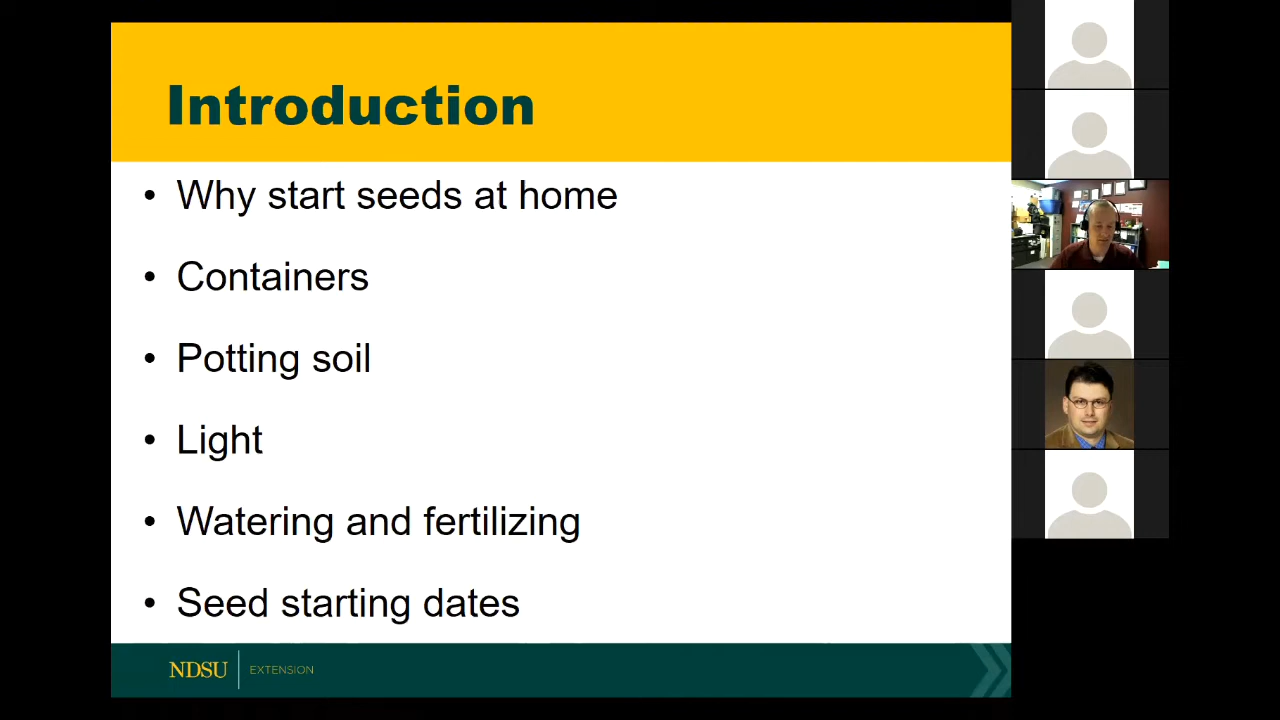 Introduction
• Why start seeds at home
• Containers
• Potting soil
• Light
• Watering and fertilizing
• Seed starting dates
NDSU EXTENSION